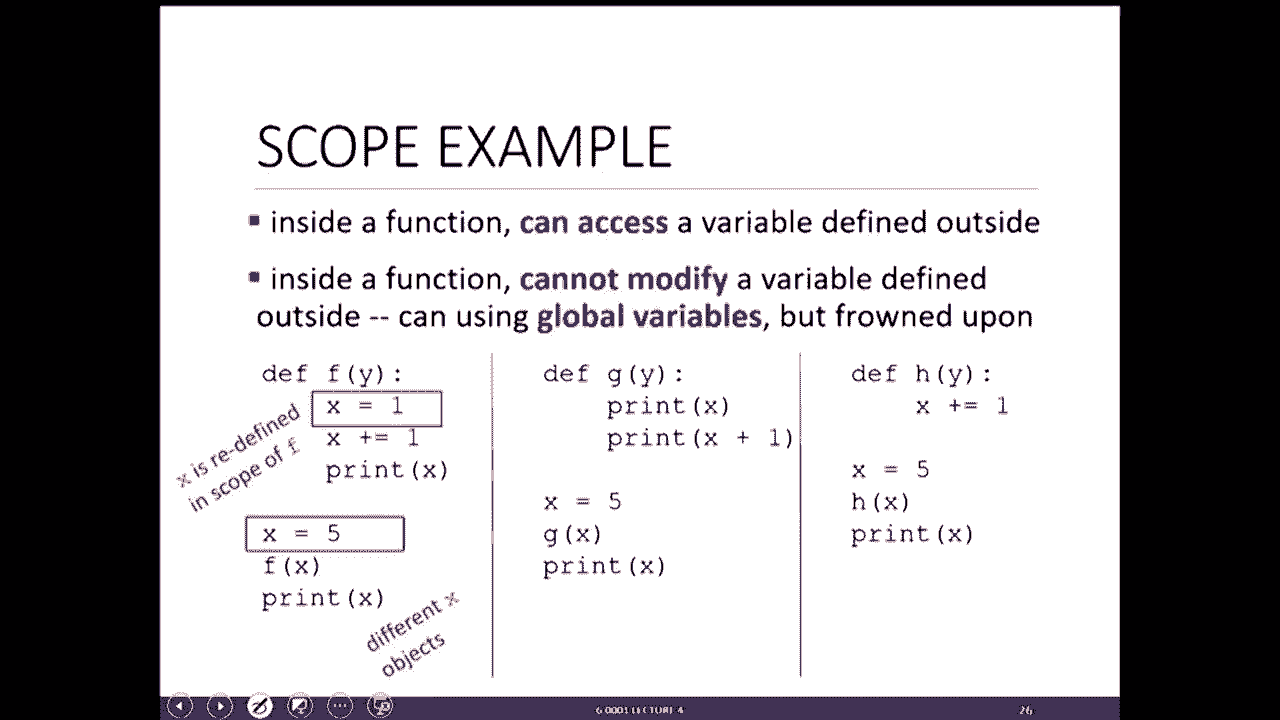 SCOPE EXAMPLE
▪ inside a function, can access a variable defined outside
▪ inside a function, cannot modify a variable defined
outside -- can using global variables, but frowned upon
def f(y):
    x = 1
    x += 1
    print(x)
x is re-defined
in scope of f
x = 5
f(x)
print(x)
different x
objects
def g(y):
    print(x)
    print(x + 1)
x = 5
g(x)
print(x)
def h(y):
    x += 1
x = 5
h(x)
print(x)
6.0001 LECTURE 4
26